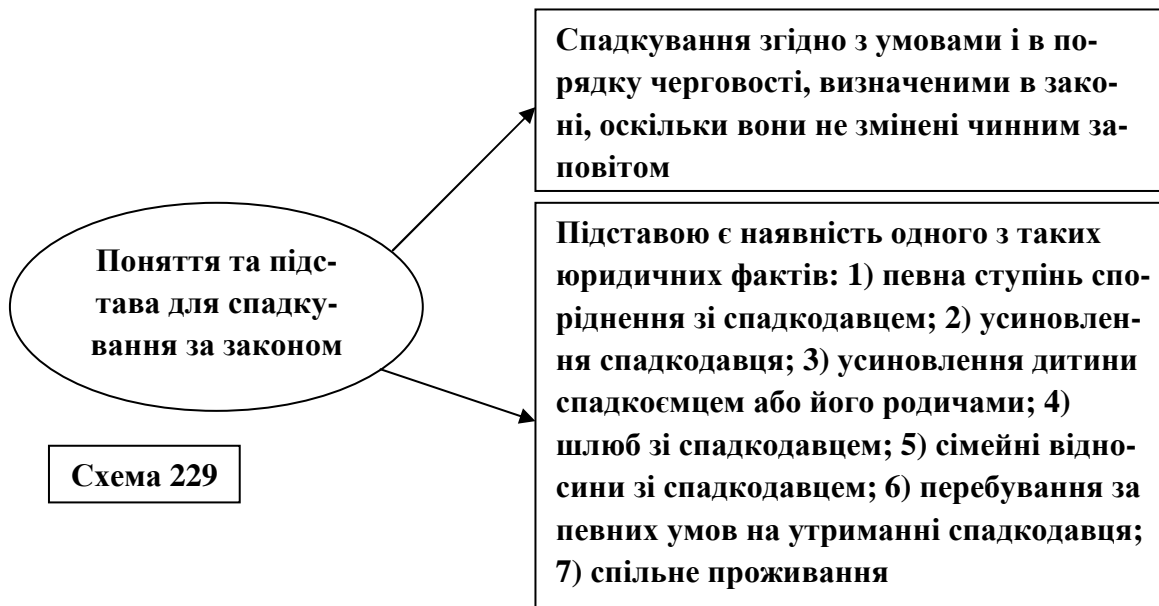 Спадкування згідно з умовами і в по-
рядку черговості, визначеними в зако-
ні, оскільки вони не змінені чинним за-
повітом
Поняття та підс-
тава для спадку-
вання за законом
Підставою є наявність одного з таких
юридичних фактів: 1) певна ступінь спо-
ріднення зі спадкодавцем; 2) усиновлен-
ня спадкодавця; 3) усиновлення дитини
спадкоємцем або його родичами; 4)
шлюб зі спадкодавцем; 5) сімейні відно-
сини зі спадкодавцем; 6) перебування за
певних умов на утриманні спадкодавця;
7) спільне проживання
Схема 229